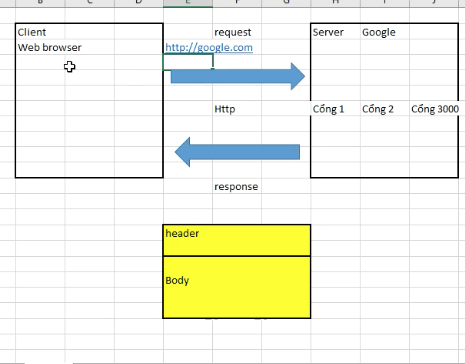 Client request Server Google
Web browser http://google.com
Http Cổng 1 Cổng 2 Cổng 3000
response
header
Body